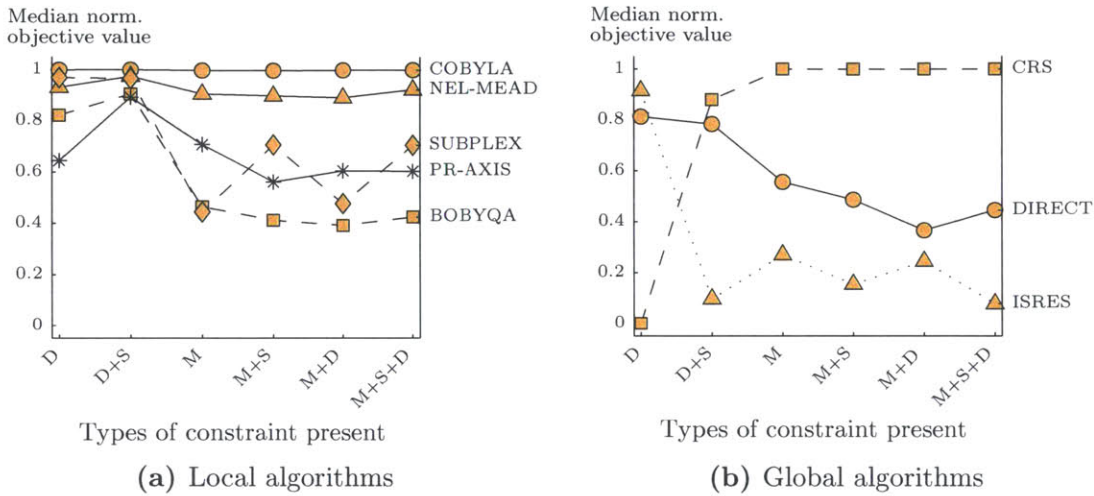 Median norm.
objective value
1
0.8
0.6
0.4
0.2
0
COBYLA
NEL-MEAD
SUBPLEX
PR-AXIS
BOBYQA
D
D+S
M
M+S
M+D
M+S+D
Types of constraint present
(a) Local algorithms
Median norm.
objective value
1
0.8
0.6
0.4
0.2
0
CRS
DIRECT
ISRES
D
D+S
M
M+S
M+D
M+S+D
Types of constraint present
(b) Global algorithms